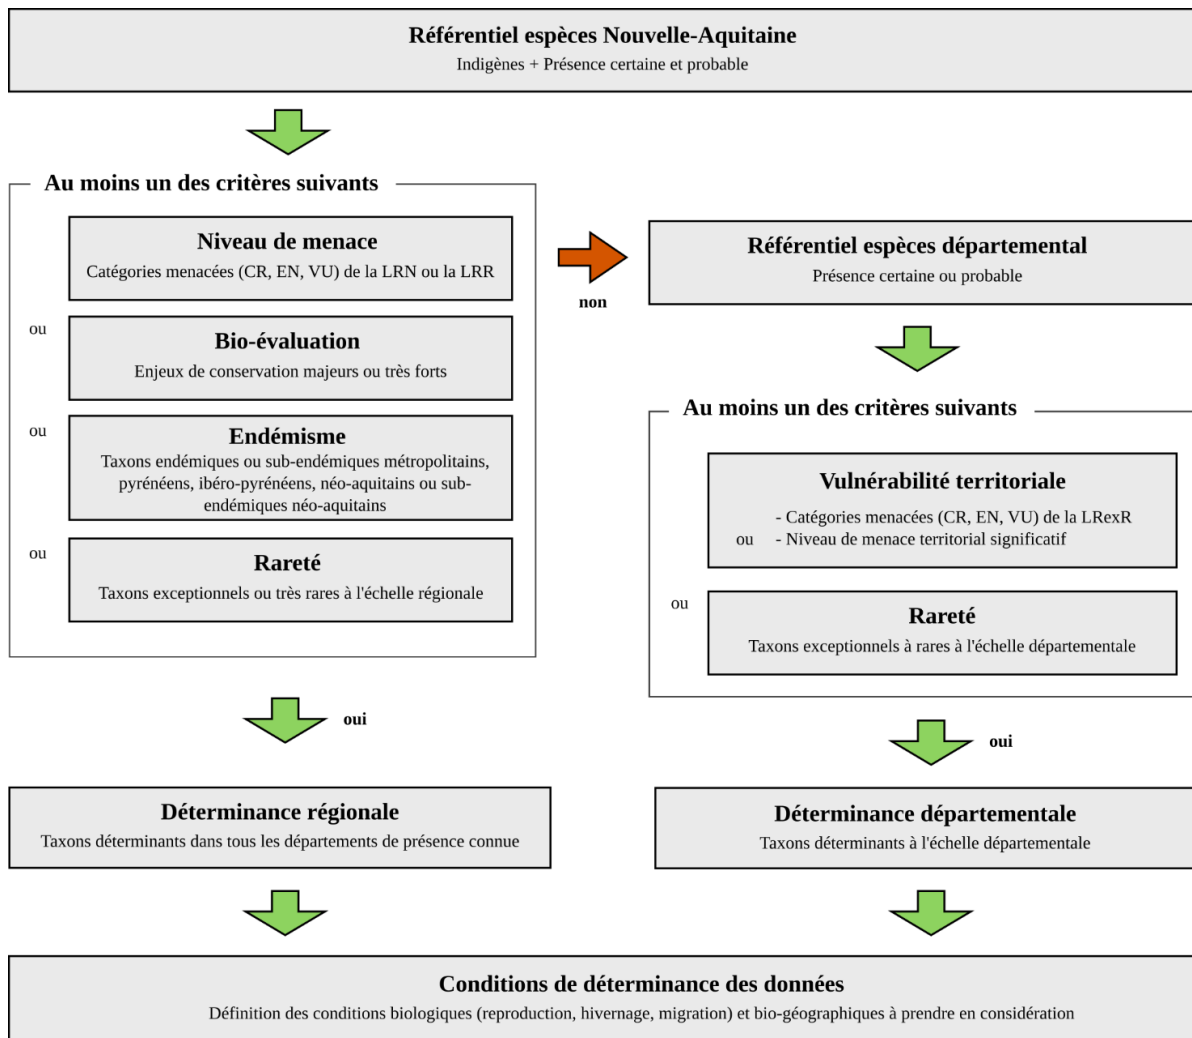 Référentiel espèces Nouvelle-Aquitaine
Indigènes + Présence certaine et probable
Au moins un des critères suivants
Niveau de menace
Catégories menacées (CR, EN, VU) de la LRN ou la LRR
ou
Bio-évaluation
Enjeux de conservation majeurs ou très forts
ou
Endémisme
Taxons endémiques ou sub-endémiques métropolitains,
pyrénéens, ibéro-pyrénéens, néo-aquitains ou sub-
endémiques néo-aquitains
ou
Rareté
Taxons exceptionnels ou très rares à l'échelle régionale
non
Référentiel espèces départemental
Présence certaine ou probable
Au moins un des critères suivants
Vulnérabilité territoriale
- Catégories menacées (CR, EN, VU) de la LRexR
ou - Niveau de menace territorial significatif
ou
Rareté
Taxons exceptionnels à rares à l'échelle départementale
oui
oui
Déterminance régionale
Taxons déterminants dans tous les départements de présence connue
Déterminance départementale
Taxons déterminants à l'échelle départementale
Conditions de déterminance des données
Définition des conditions biologiques (reproduction, hivernage, migration) et bio-géographiques à prendre en considération